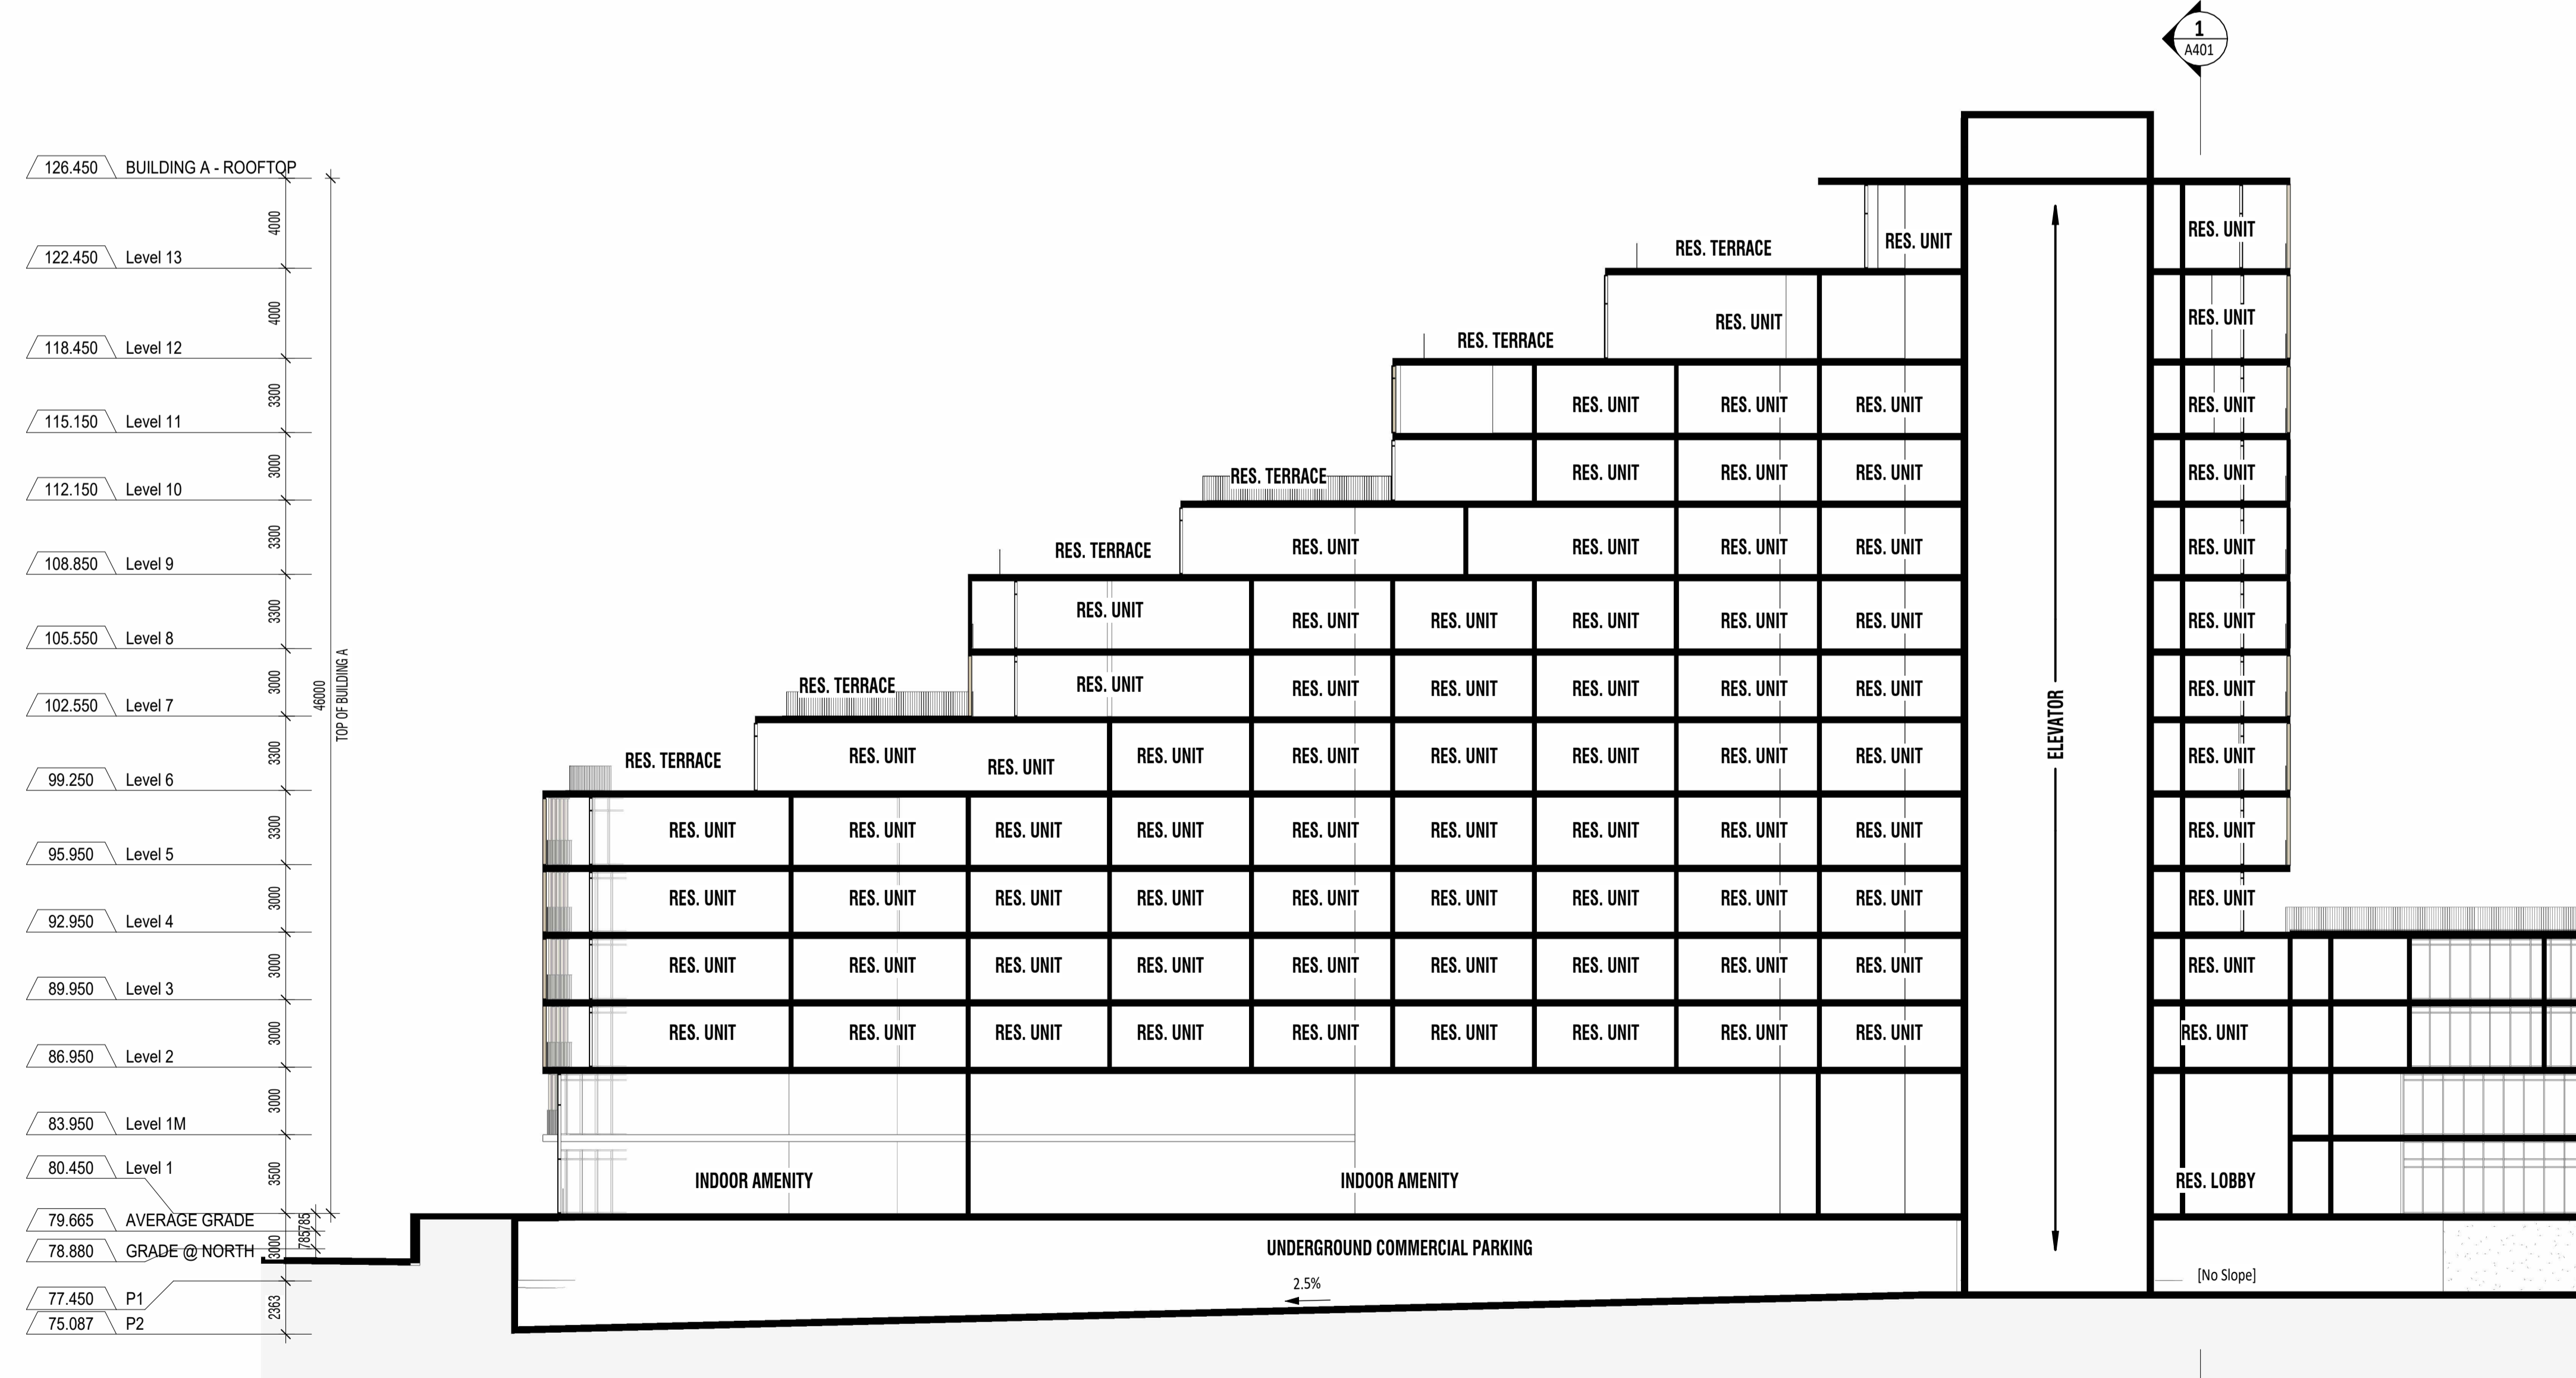 1
A401
126.450 BUILDING A - ROOFTOP
4000
RES. UNIT
RES. UNIT
RES. TERRACE
122.450 Level 13
4000
RES. UNIT
RES. UNIT
RES. TERRACE
118.450 Level 12
3300
RES. UNIT RES. UNIT RES. UNIT RES. UNIT
115.150 Level 11
3000
RES. UNIT RES. UNIT RES. UNIT RES. UNIT
RES. TERRACE
112.150 Level 10
3300
RES. TERRACE RES. UNIT RES. UNIT RES. UNIT RES. UNIT RES. UNIT
108.850 Level 9
3300
RES. UNIT RES. UNIT RES. UNIT RES. UNIT RES. UNIT RES. UNIT RES. UNIT
105.550 Level 8
3000
RES. TERRACE RES. UNIT RES. UNIT RES. UNIT RES. UNIT RES. UNIT RES. UNIT RES. UNIT
102.550 Level 7
46000
TOP OF BUILDING A
ELEVATOR
3300
RES. TERRACE RES. UNIT RES. UNIT RES. UNIT RES. UNIT RES. UNIT RES. UNIT RES. UNIT RES. UNIT RES. UNIT
99.250 Level 6
3300
RES. UNIT RES. UNIT RES. UNIT RES. UNIT RES. UNIT RES. UNIT RES. UNIT RES. UNIT RES. UNIT RES. UNIT
95.950 Level 5
3000
RES. UNIT RES. UNIT RES. UNIT RES. UNIT RES. UNIT RES. UNIT RES. UNIT RES. UNIT RES. UNIT RES. UNIT
92.950 Level 4
3000
RES. UNIT RES. UNIT RES. UNIT RES. UNIT RES. UNIT RES. UNIT RES. UNIT RES. UNIT RES. UNIT RES. UNIT
89.950 Level 3
3000
RES. UNIT RES. UNIT RES. UNIT RES. UNIT RES. UNIT RES. UNIT RES. UNIT RES. UNIT RES. UNIT RES. UNIT
86.950 Level 2
3000
83.950 Level 1M
3500
80.450 Level 1
INDOOR AMENITY INDOOR AMENITY RES. LOBBY
79.665 AVERAGE GRADE
785
785
78.880 GRADE @ NORTH
3000
UNDERGROUND COMMERCIAL PARKING
2.5%
[No Slope]
77.450 P1
2363
75.087 P2